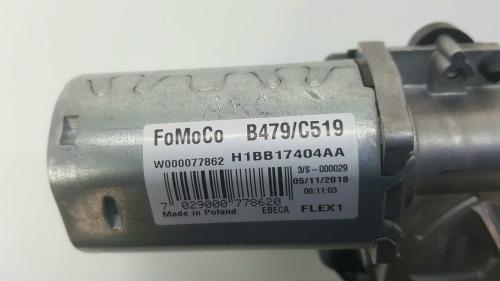 FoMoCo B479/C519
W000077862 H1BB17404AA
3/S-000029
05/11/2018
00:11:03
7 029000 778620
Made in Poland EBECA FLEX1